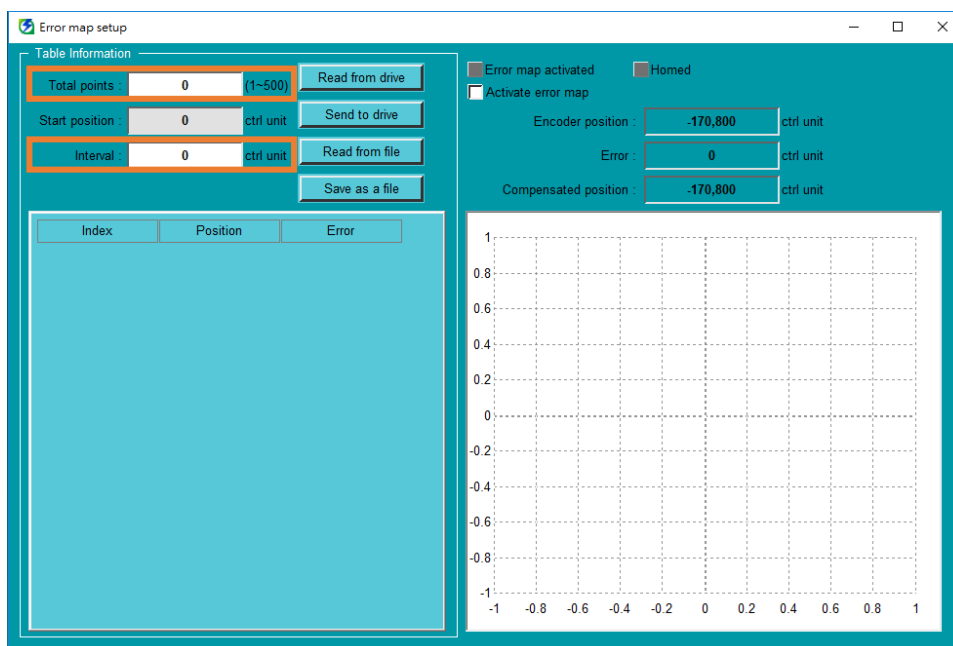 Error map setup
Table Information
Total points : 0 (1~500) Read from drive
Start position : 0 ctrl unit Send to drive
Interval : 0 ctrl unit Read from file
Save as a file
Index Position Error
Error map activated Homed
Activate error map
Encoder position : -170,800 ctrl unit
Error : 0 ctrl unit
Compensated position : -170,800 ctrl unit
1
0.8
0.6
0.4
0.2
0
-0.2
-0.4
-0.6
-0.8
-1
-1 -0.8 -0.6 -0.4 -0.2 0 0.2 0.4 0.6 0.8 1